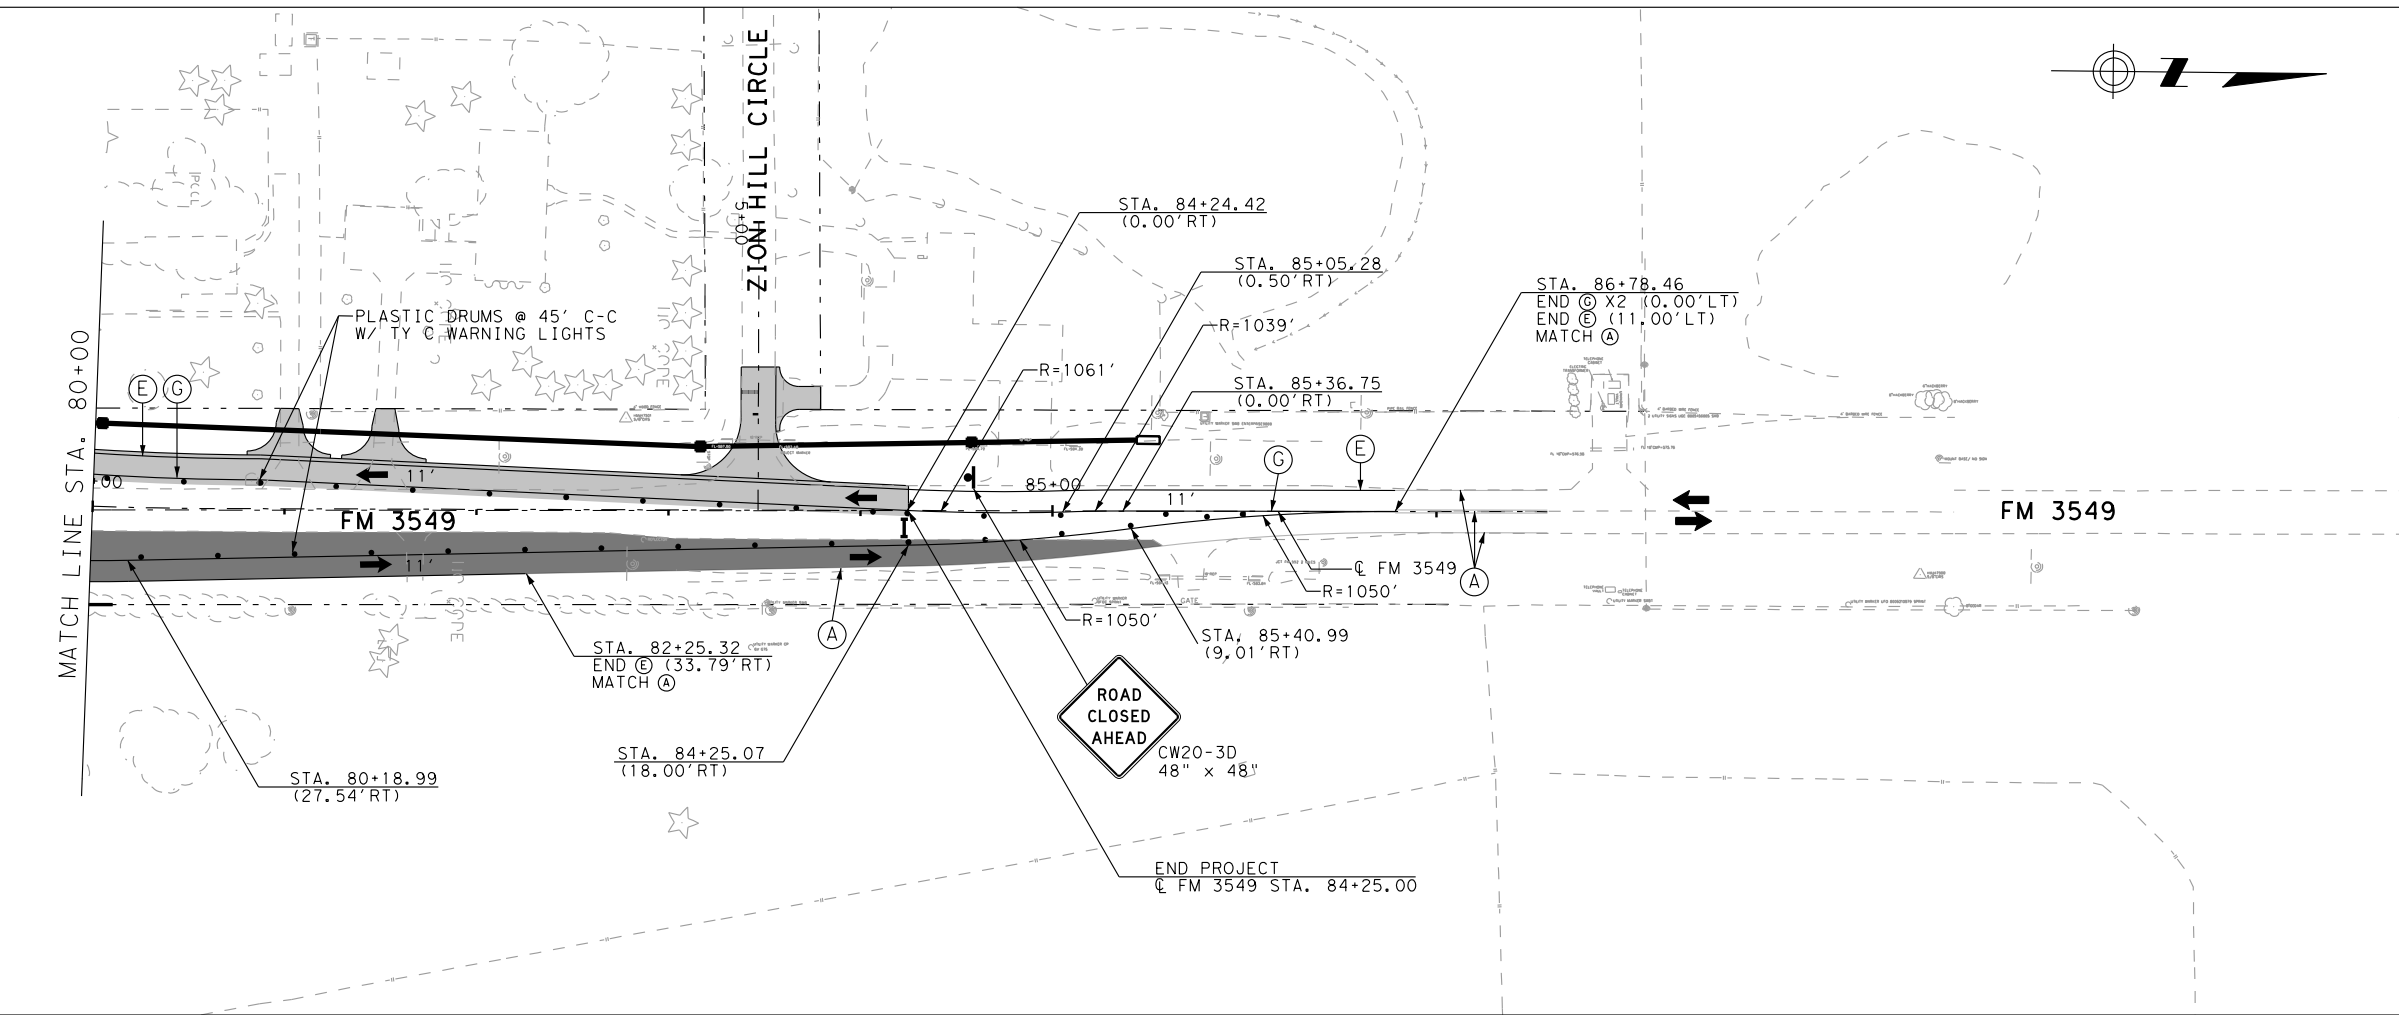 ZION HILL CIRCLE
5+00
STA. 84+24.42
(0.00'RT)
STA. 85+05.28
(0.50'RT)
STA. 86+78.46
END G X2 (0.00'LT)
END E (11.00'LT)
MATCH A
R=1039'
PLASTIC DRUMS @ 45' C-C
W/ TY C WARNING LIGHTS
R=1061'
STA. 85+36.75
(0.00'RT)
MATCH LINE STA. 80+00
E
G
G
E
11'
85+00
11'
FM 3549
FM 3549
11'
℄ FM 3549
A
R=1050'
R=1050'
A
STA. 85+40.99
(9.01'RT)
STA. 82+25.32
END E (33.79'RT)
MATCH A
ROAD
CLOSED
AHEAD
CW20-3D
48" x 48"
STA. 84+25.07
(18.00'RT)
STA. 80+18.99
(27.54'RT)
END PROJECT
℄ FM 3549 STA. 84+25.00
GATE